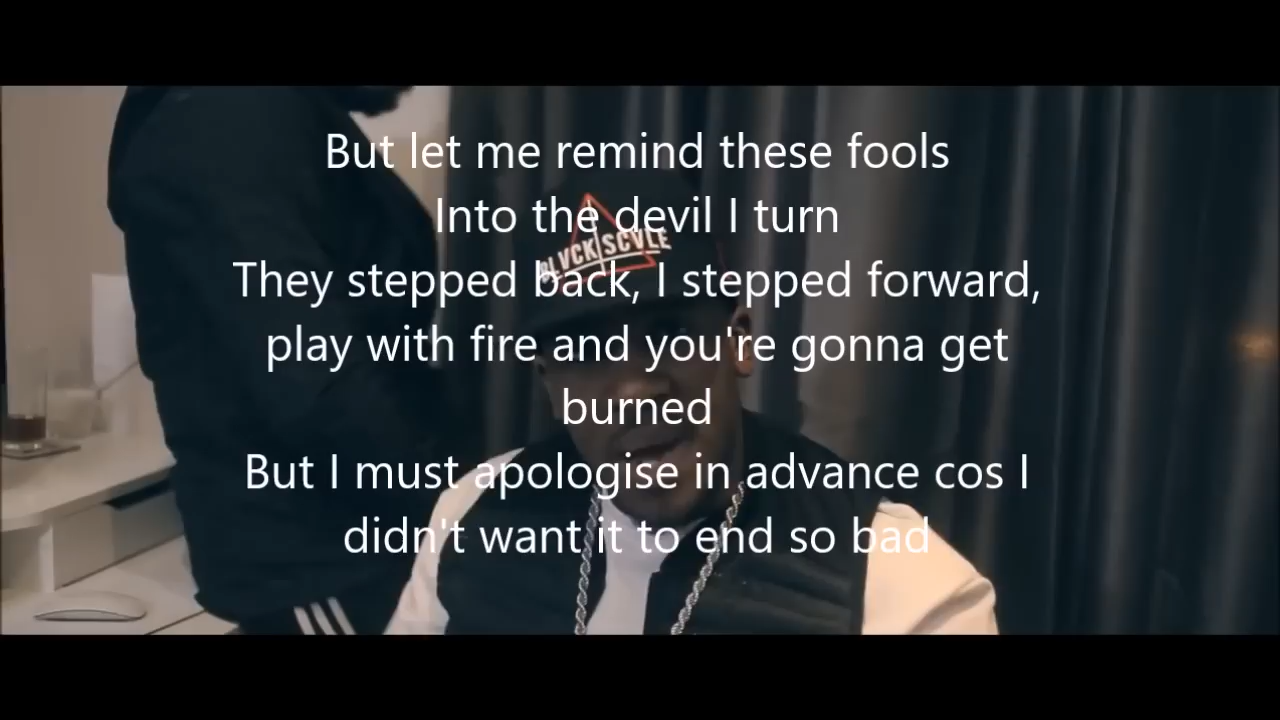 But let me remind these fools
Into the devil I turn
BLVCK SCVLE
They stepped back, I stepped forward,
play with fire and you're gonna get
burned
But I must apologise in advance cos I
didn't want it to end so bad